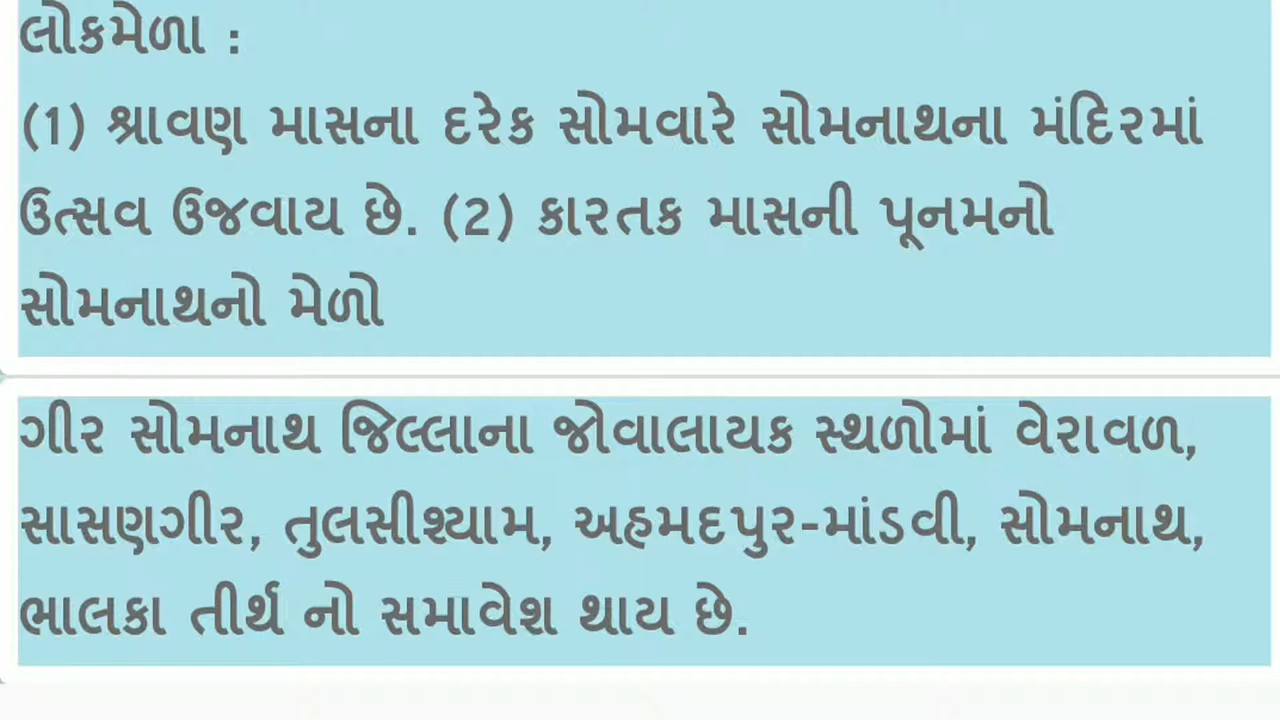 લોકમેળા :
(1) શ્રાવણ માસના દરેક સોમવારે સોમનાથના મંદિરમાં
ઉત્સવ ઉજવાય છે. (2) કારતક માસની પૂનમનો
સોમનાથનો મેળો
ગીર સોમનાથ જિલ્લાના જોવાલાયક સ્થળોમાં વેરાવળ,
સાસણગીર, તુલસીશ્યામ, અહમદપુર-માંડવી, સોમનાથ,
ભાલકા તીર્થ નો સમાવેશ થાય છે.